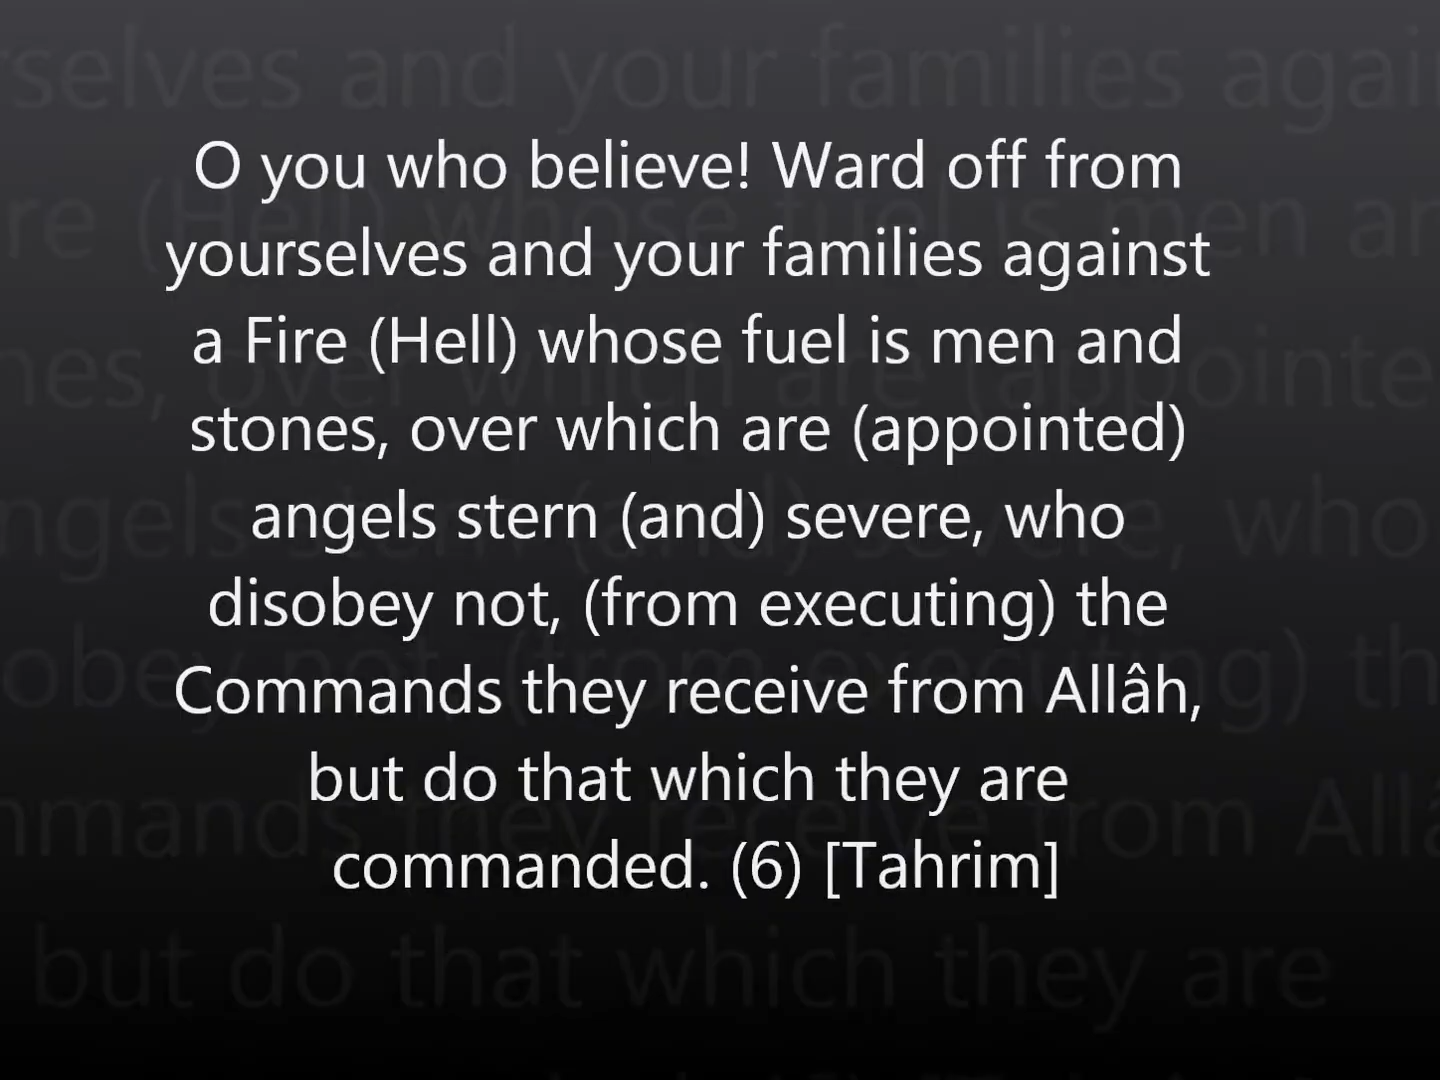 O you who believe! Ward off from
yourselves and your families against
a Fire (Hell) whose fuel is men and
stones, over which are (appointed)
angels stern (and) severe, who
disobey not, (from executing) the
Commands they receive from Allâh,
but do that which they are
commanded. (6) [Tahrim]